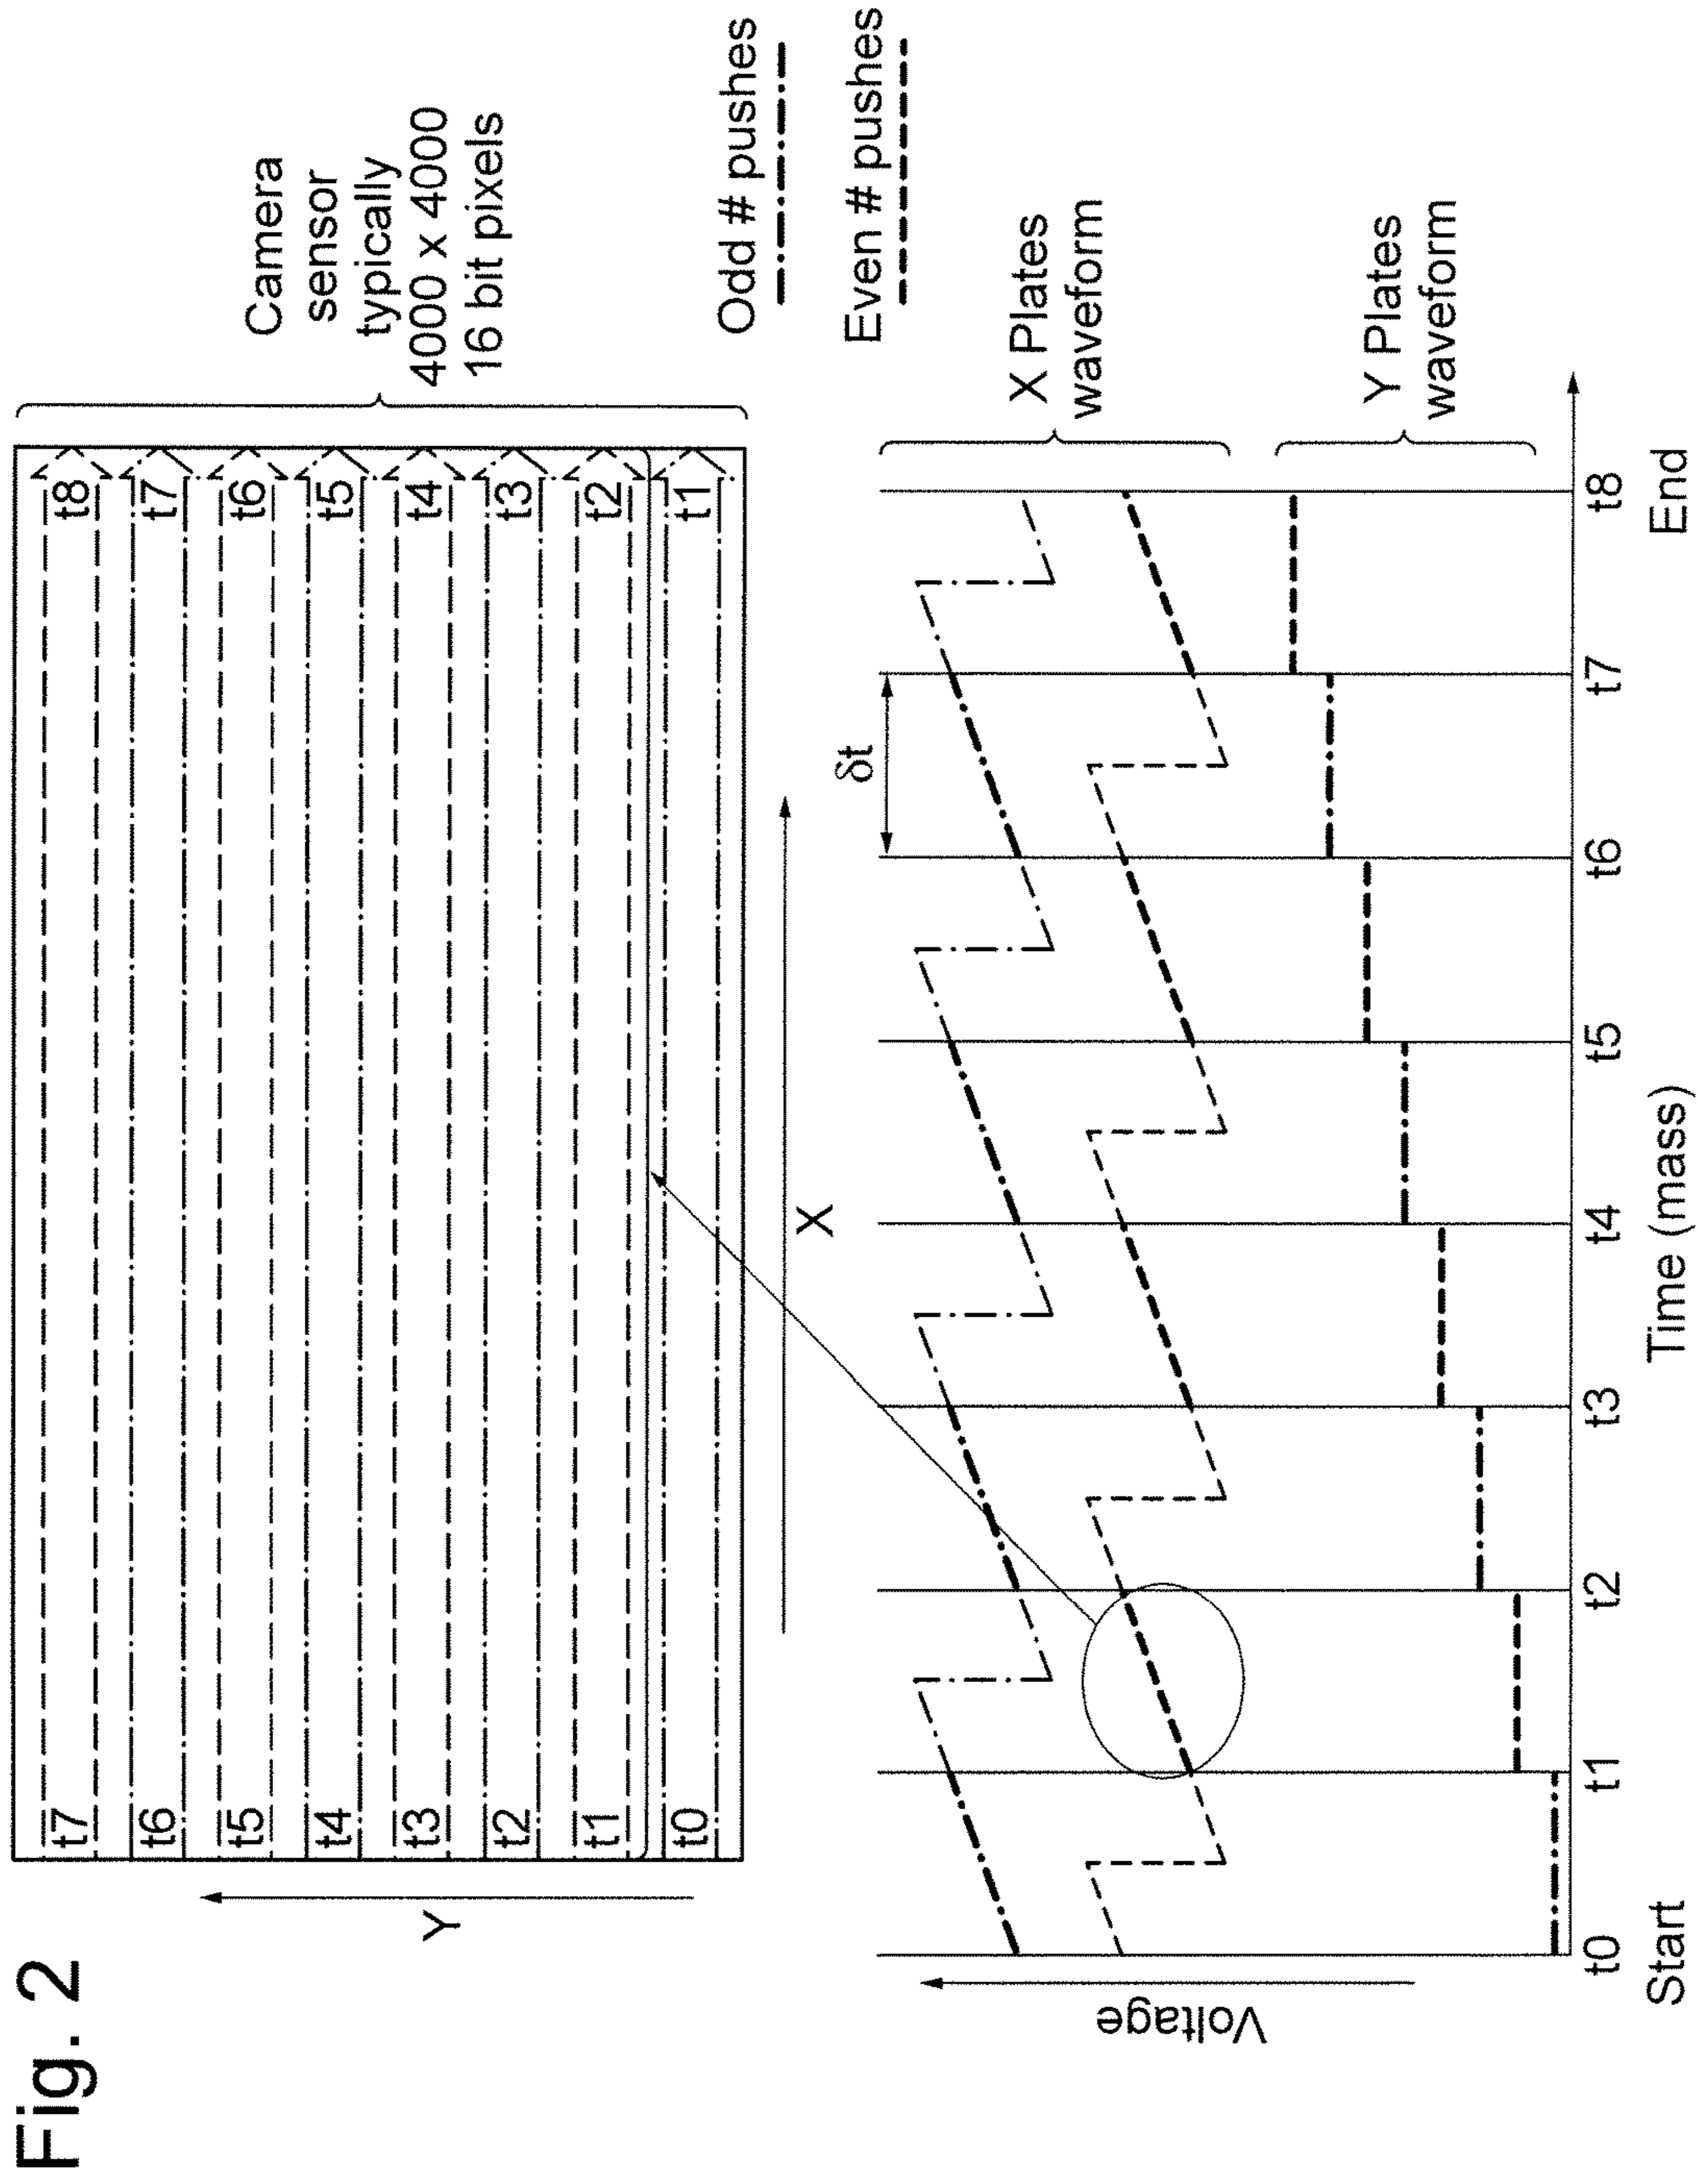 Fig. 2
t7 t8
t6 t7
t5 t6
t4 t5
t3 t4
t2 t3
t1 t2
t0 t1
Y
X
Camera
sensor
typically
4000 x 4000
16 bit pixels
Odd # pushes
Even # pushes
δt
X Plates
waveform
Y Plates
waveform
Voltage
t0 t1 t2 t3 t4 t5 t6 t7 t8
Start Time (mass) End